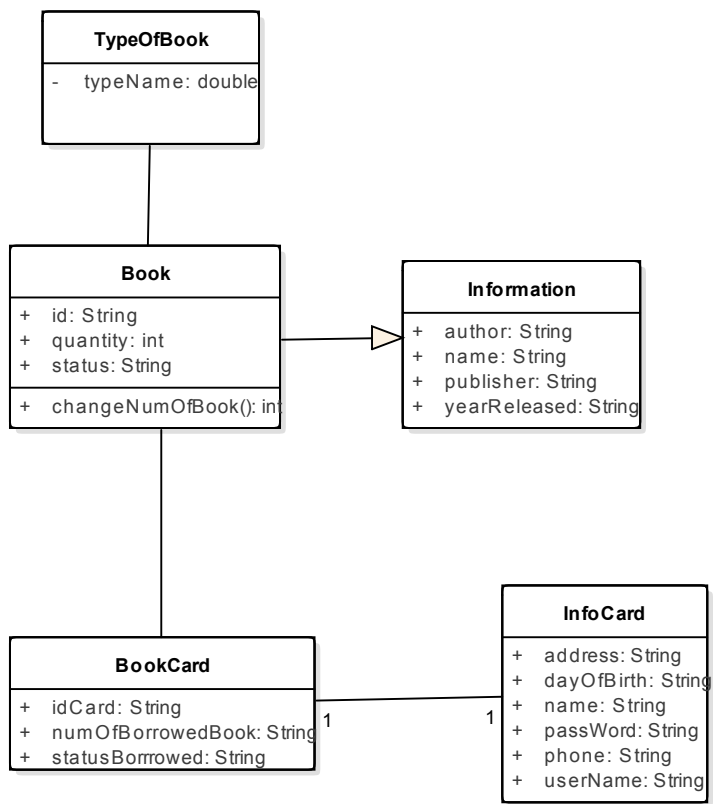 TypeOfBook
- typeName: double
Book
+ id: String
+ quantity: int
+ status: String
+ changeNumOfBook(): int
Information
+ author: String
+ name: String
+ publisher: String
+ yearReleased: String
BookCard
+ idCard: String
+ numOfBorrowedBook: String
+ statusBorrrowed: String
1
1
InfoCard
+ address: String
+ dayOfBirth: String
+ name: String
+ passWord: String
+ phone: String
+ userName: String